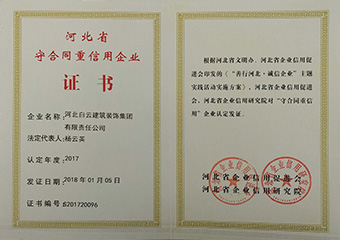 河北省
守合同重信用企业
证书
企业名称：河北白云建筑装饰集团
有限责任公司
法定代表人：杨云英
认定年度：2017
发证日期：2018年01月05日
证书编号：S201720096
根据河北省文明办、河北省企业信用促
进会印发的《“善行河北·诚信企业”主题
实践活动实施方案》，河北省企业信用促进
会，河北省企业信用研究院对“守合同重信
用”企业认定发证。
河北省企业信用促进会
河北省企业信用研究院